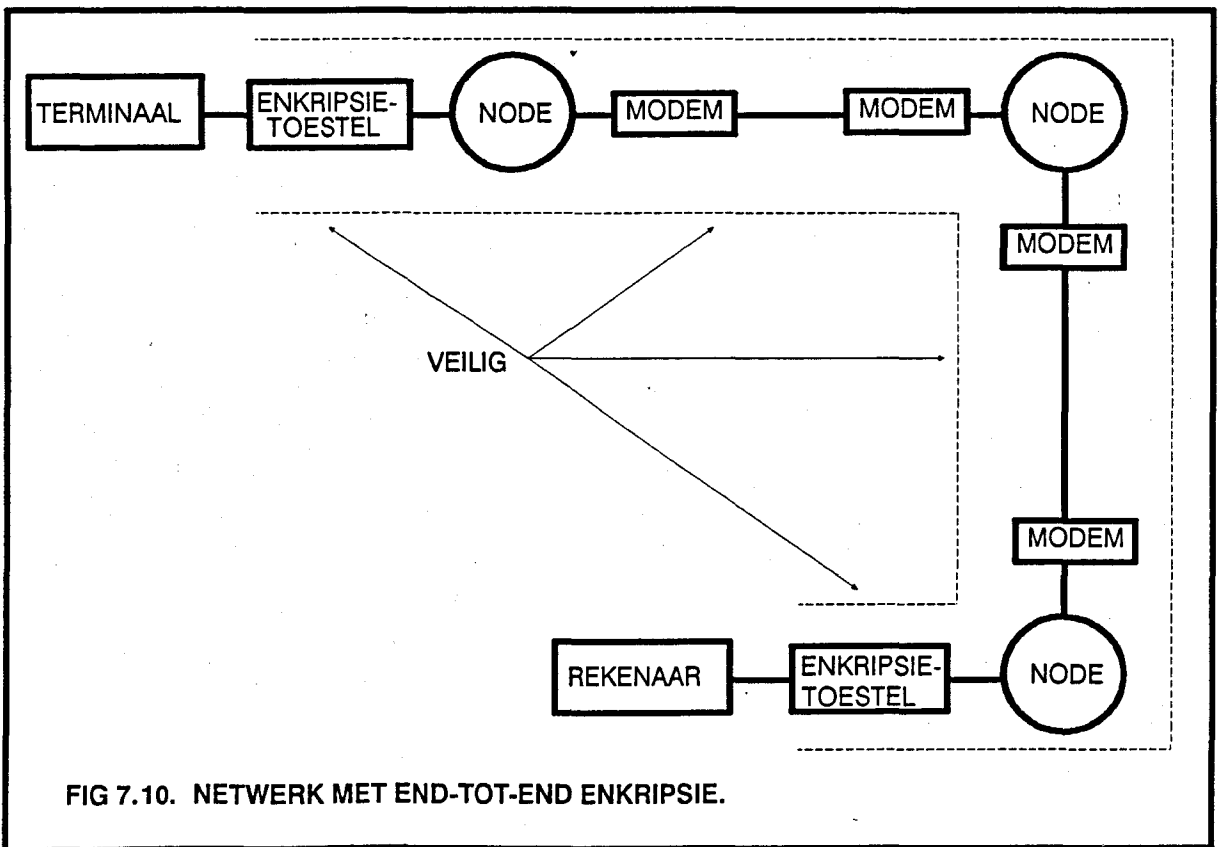 TERMINAAL
ENKRIPSIE-
TOESTEL
NODE
MODEM
MODEM
NODE
MODEM
VEILIG
MODEM
REKENAAR
ENKRIPSIE-
TOESTEL
NODE
FIG 7.10. NETWERK MET END-TOT-END ENKRIPSIE.